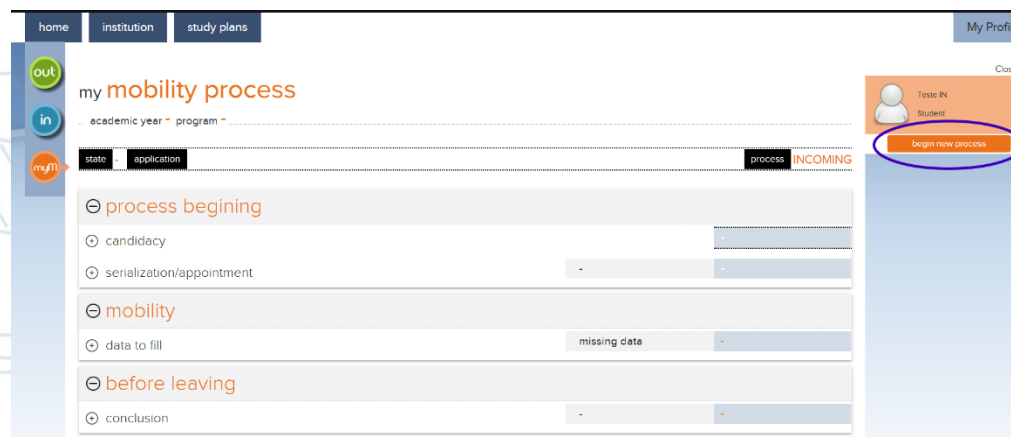 home institution study plans My Profil
out
in
myM
Clos
my mobility process
academic year - program -
Teste IN
Student
begin new process
state - application process INCOMING
process begining
candidacy -
serialization/appointment - -
mobility
data to fill missing data -
before leaving
conclusion - -